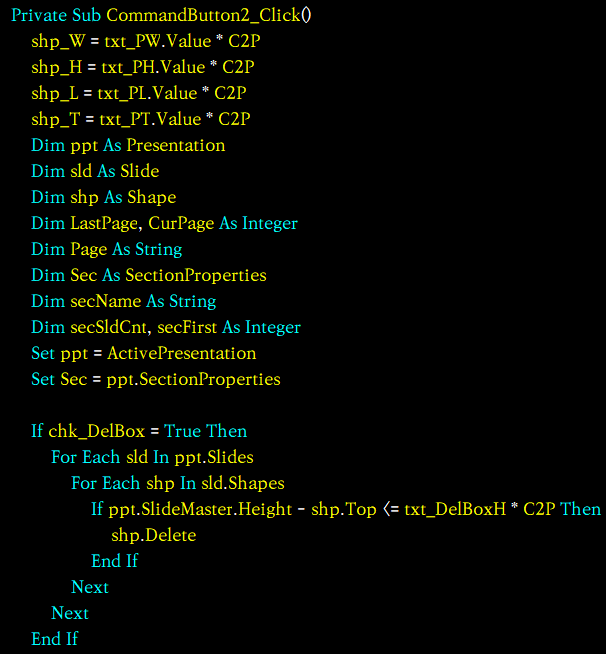 Private Sub CommandButton2_Click()
shp_W = txt_PW.Value * C2P
shp_H = txt_PH.Value * C2P
shp_L = txt_PL.Value * C2P
shp_T = txt_PT.Value * C2P
Dim ppt As Presentation
Dim sld As Slide
Dim shp As Shape
Dim LastPage, CurPage As Integer
Dim Page As String
Dim Sec As SectionProperties
Dim secName As String
Dim secSldCnt, secFirst As Integer
Set ppt = ActivePresentation
Set Sec = ppt.SectionProperties
If chk_DelBox = True Then
For Each sld In ppt.Slides
For Each shp In sld.Shapes
If ppt.SlideMaster.Height - shp.Top <= txt_DelBoxH * C2P Then
shp.Delete
End If
Next
Next
End If